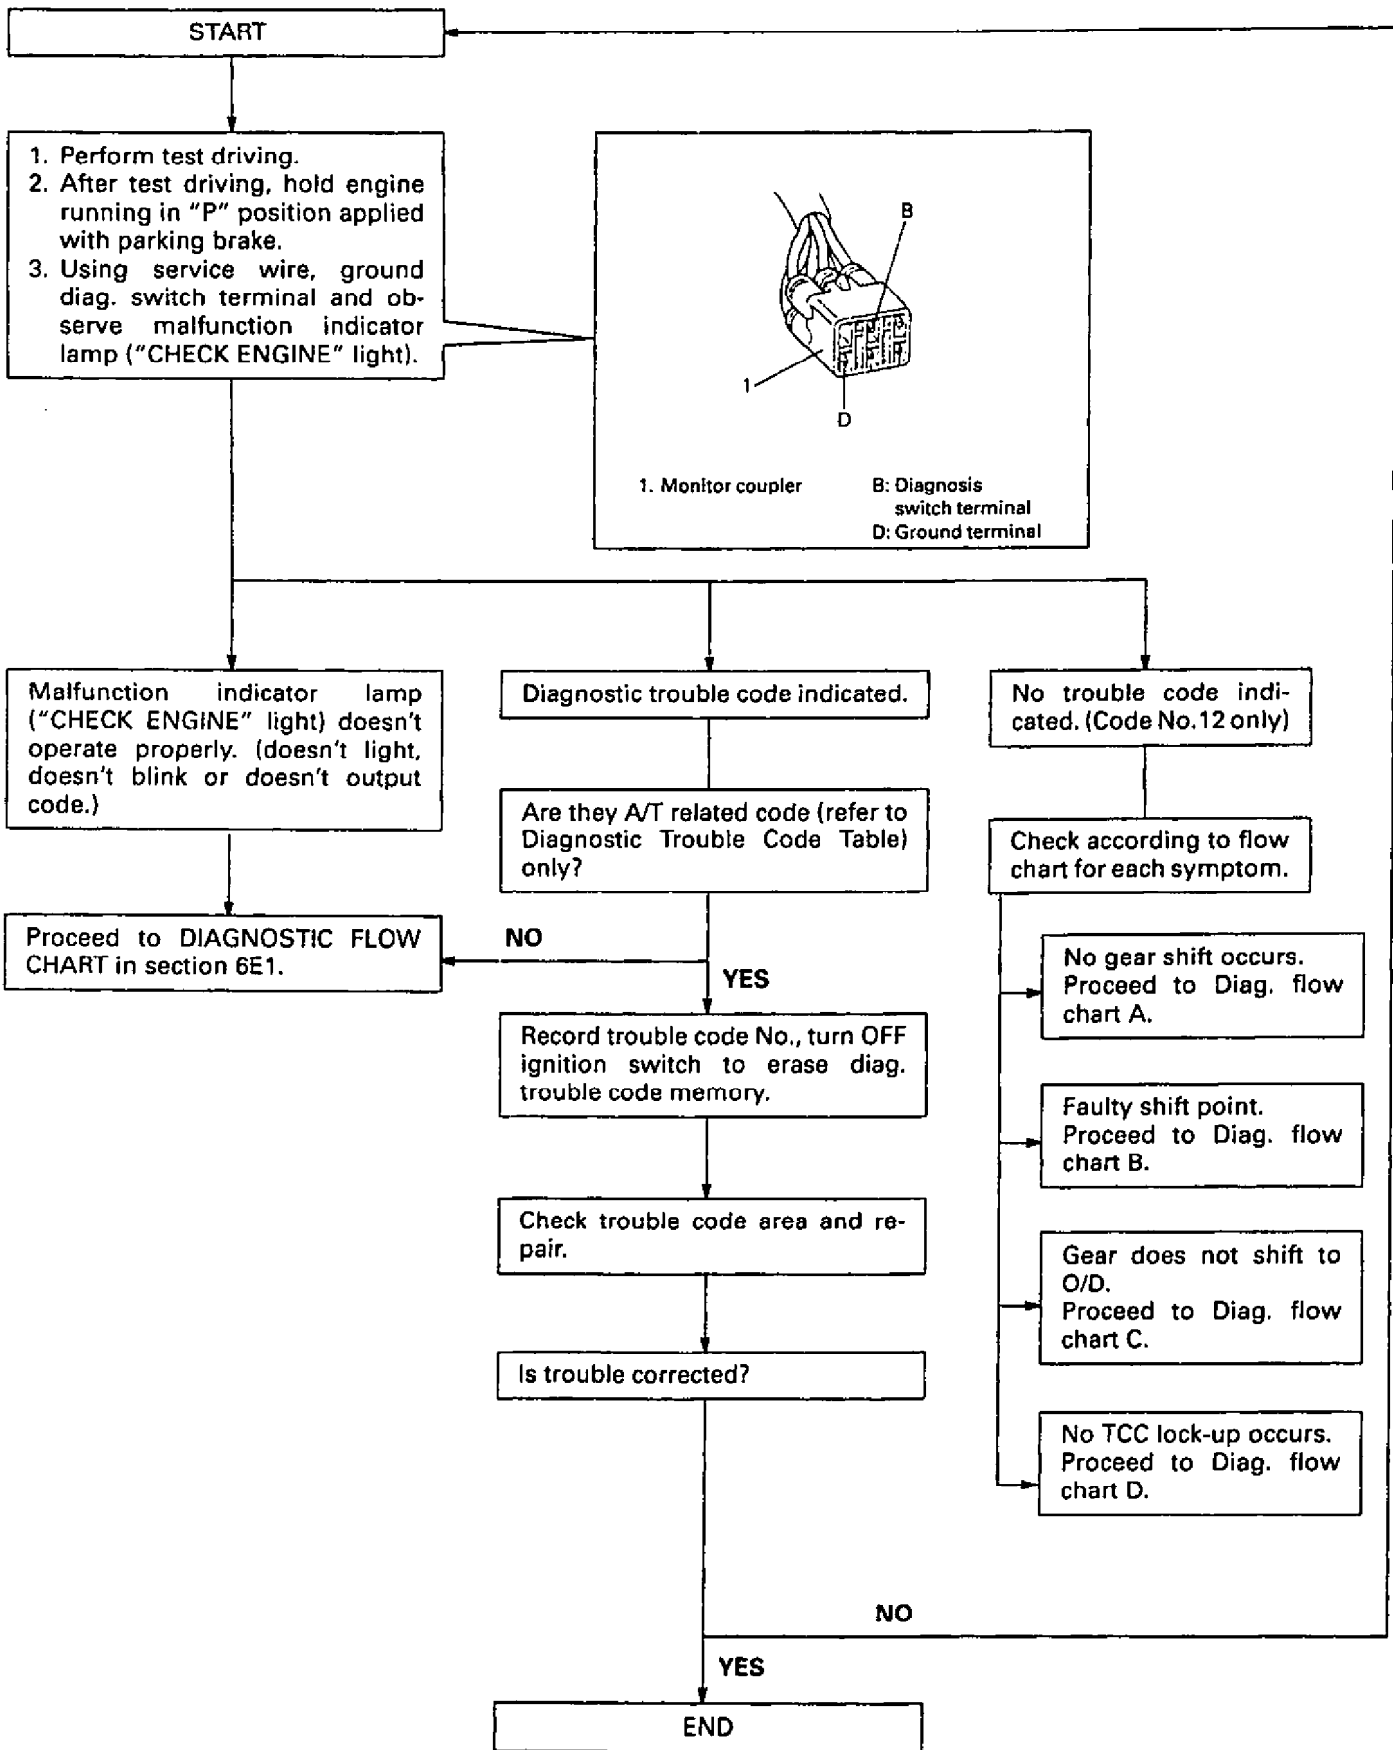 START
1. Perform test driving.
2. After test driving, hold engine
running in "P" position applied
with parking brake.
3. Using service wire, ground
diag. switch terminal and ob-
serve malfunction indicator
lamp ("CHECK ENGINE" light).
B
1
D
1. Monitor coupler
B: Diagnosis
switch terminal
D: Ground terminal
Malfunction indicator lamp
("CHECK ENGINE" light) doesn't
operate properly. (doesn't light,
doesn't blink or doesn't output
code.)
Proceed to DIAGNOSTIC FLOW
CHART in section 6E1.
Diagnostic trouble code indicated.
Are they A/T related code (refer to
Diagnostic Trouble Code Table)
only?
NO
YES
Record trouble code No., turn OFF
ignition switch to erase diag.
trouble code memory.
Check trouble code area and re-
pair.
Is trouble corrected?
No trouble code indi-
cated. (Code No.12 only)
Check according to flow
chart for each symptom.
No gear shift occurs.
Proceed to Diag. flow
chart A.
Faulty shift point.
Proceed to Diag. flow
chart B.
Gear does not shift to
O/D.
Proceed to Diag. flow
chart C.
No TCC lock-up occurs.
Proceed to Diag. flow
chart D.
NO
YES
END